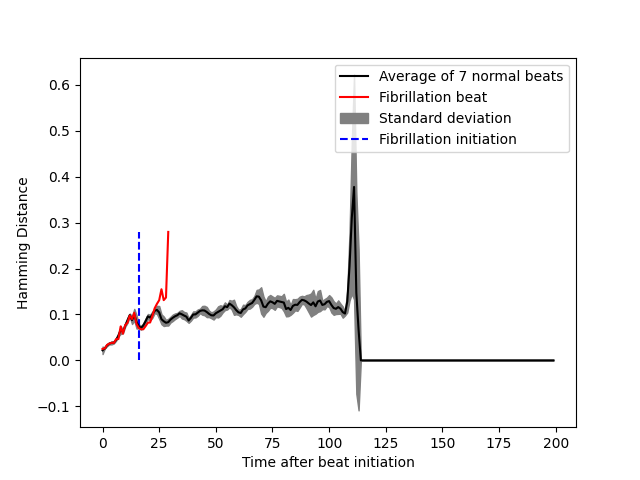 Average of 7 normal beats
Fibrillation beat
Standard deviation
Fibrillation initiation
0.6
0.5
0.4
0.3
0.2
0.1
0.0
−0.1
Hamming Distance
0 25 50 75 100 125 150 175 200
Time after beat initiation